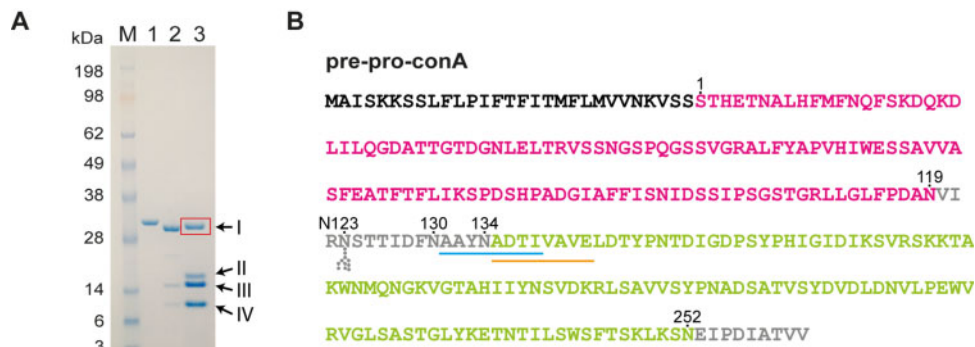 A
kDa M 1 2 3
198
98
62
49
38
28
14
6
3
I
II
III
IV
B
pre-pro-conA
1
MAISKKSSLFLPIFTFITMFLMVVNKVSSSTHETNALHFMFNQFSKDQKD
LILQGDATTGTDGNLELTRVSSNGSPQGSSVGRALFYAPVHIWESSAVVA
119
SFEATFTFLIKSPDSHPADGIAFFISNIDSSIPSGSTGRLLGLFPDANVI
N123 130 134
RNSTTIDFNAAYNADTIVAVELDTYPNTDIGDPSYPHIGIDIKSVRSKKTA
KWNMQNGKVGTAHIIYNSVDKRLSAVVSYPNADSATVSYDVDLDNVLPEWV
252
RVGLSASTGLYKETNTILSWSFTSKLKSNEIPDIATVV